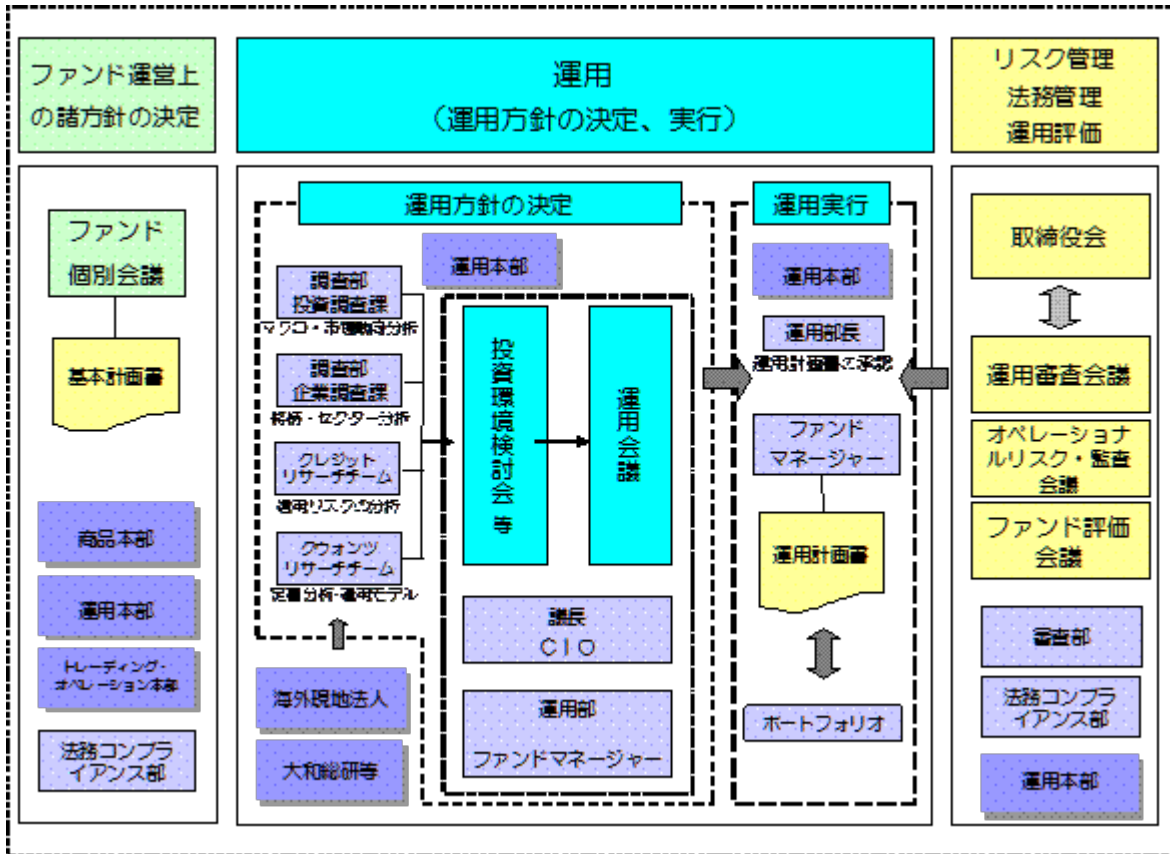 ファンド運営上
の諸方針の決定
運用
（運用方針の決定、実行）
リスク管理
法務管理
運用評価
ファンド
個別会議
基本計画書
商品本部
運用本部
トレーディング・
オペレーション本部
法務コンプラ
イアンス部
運用方針の決定
運用本部
調査部
投資調査課
マクロ・市場動向分析
調査部
企業調査課
銘柄・セクター分析
クレジット
リサーチチーム
運用リスクの分析
クウォンツ
リサーチチーム
定量分析・運用モデル
海外現地法人
大和総研等
投資環境検討会 等
運用会議
議長
ＣＩＯ
運用部
ファンドマネージャー
運用実行
運用本部
運用部長
運用計画書の承認
ファンド
マネージャー
運用計画書
ポートフォリオ
取締役会
運用審査会議
オペレーショナ
ルリスク・監査
会議
ファンド評価
会議
審査部
法務コンプラ
イアンス部
運用本部